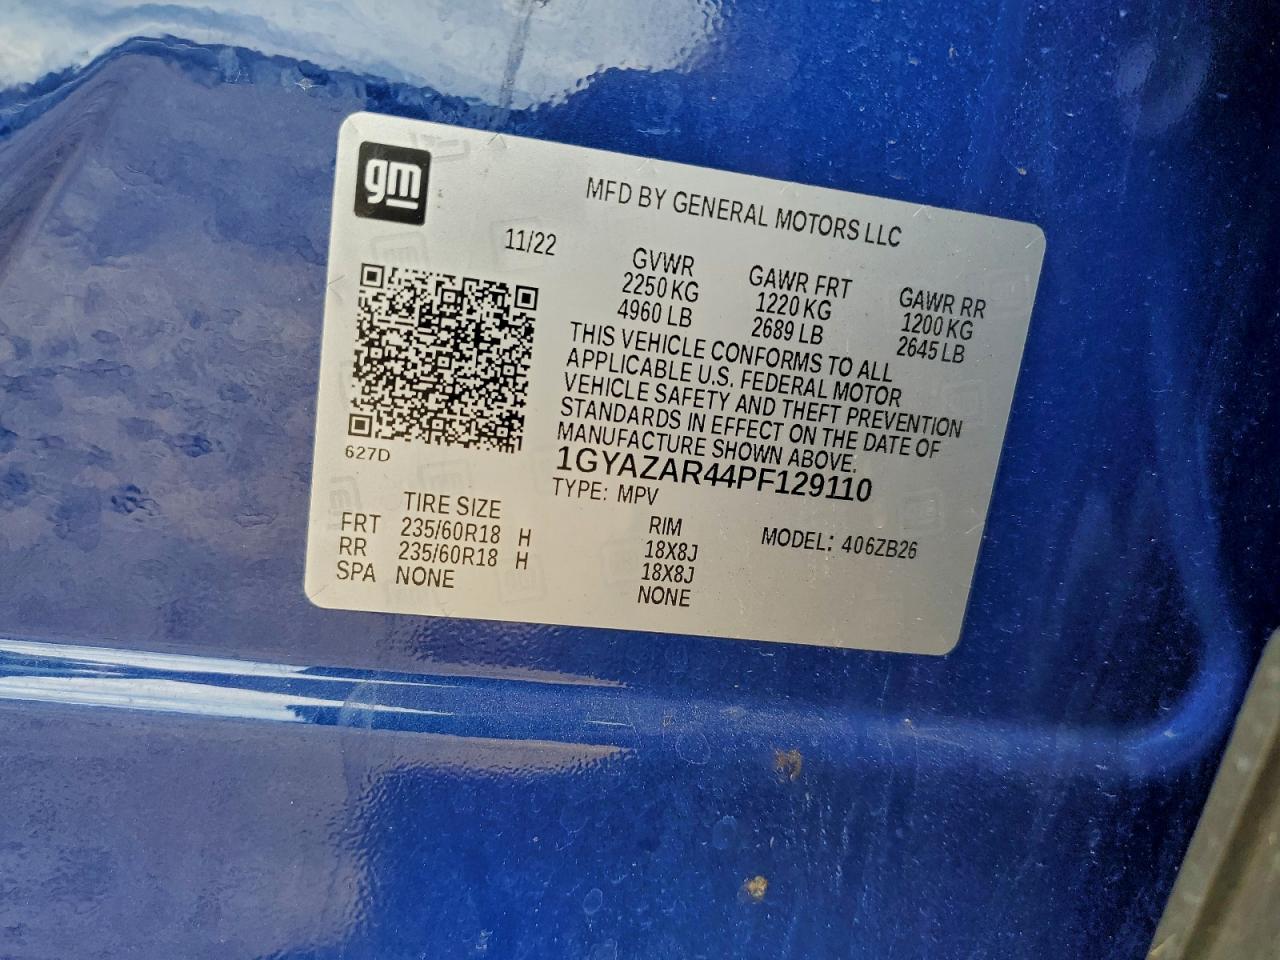 gm
MFD BY GENERAL MOTORS LLC
11/22
GVWR GAWR FRT GAWR RR
2250 KG 1220 KG 1200 KG
4960 LB 2689 LB 2645 LB
THIS VEHICLE CONFORMS TO ALL
APPLICABLE U.S. FEDERAL MOTOR
VEHICLE SAFETY AND THEFT PREVENTION
STANDARDS IN EFFECT ON THE DATE OF
MANUFACTURE SHOWN ABOVE.
627D
1GYAZAR44PF129110
TYPE: MPV
MODEL: 406ZB26
TIRE SIZE RIM
FRT 235/60R18 H 18X8J
RR 235/60R18 H 18X8J
SPA NONE NONE